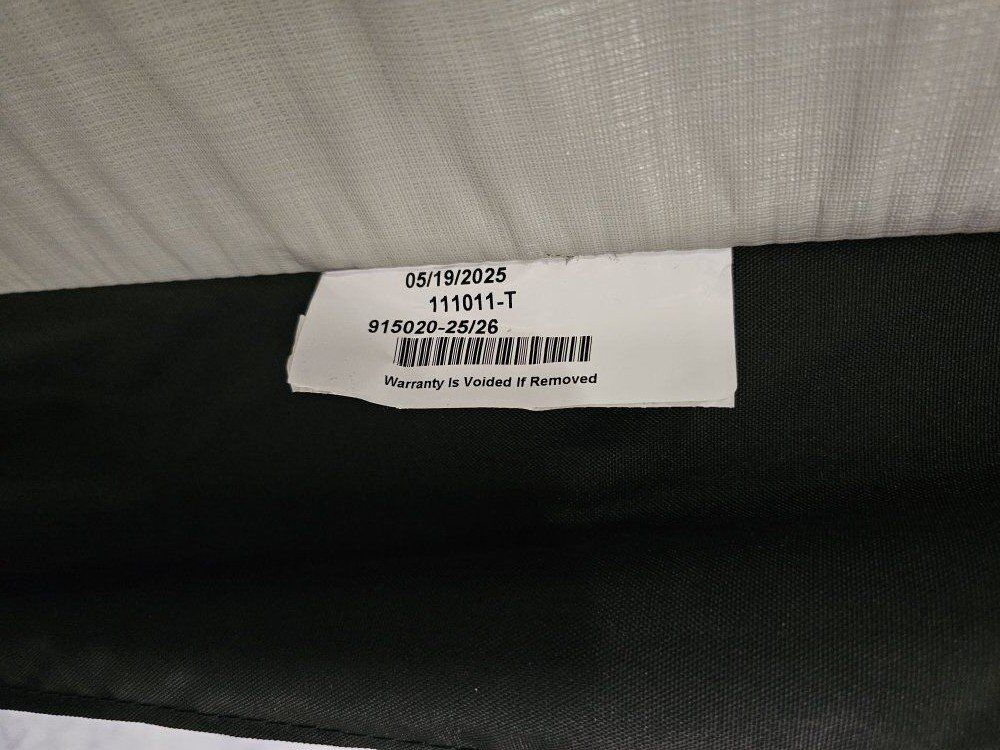 05/19/2025
111011-T
915020-25/26
Warranty Is Voided If Removed